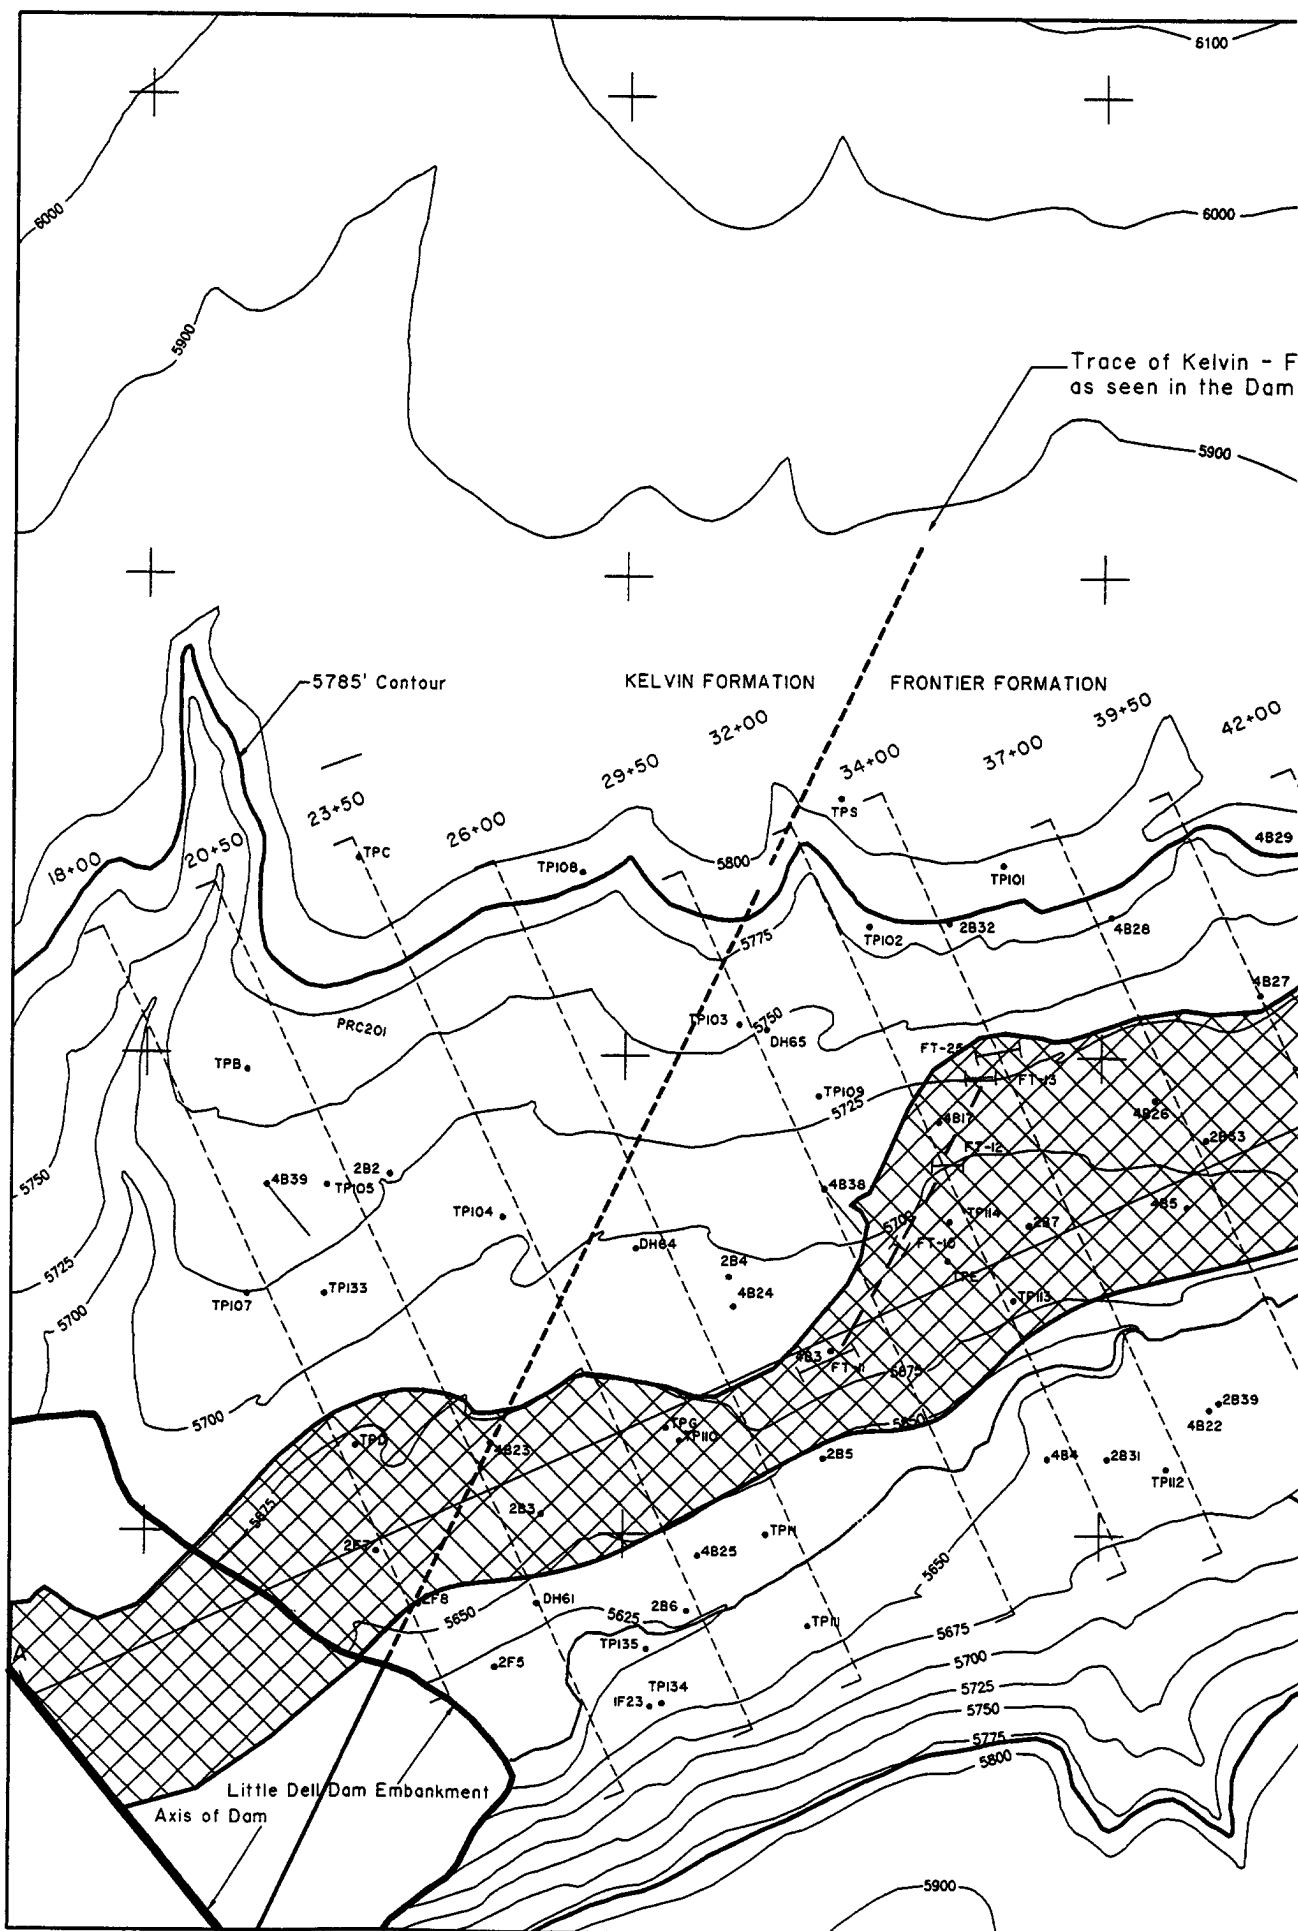 6100
6000
6000
5900
Trace of Kelvin - F
as seen in the Dam
5900
5785' Contour
KELVIN FORMATION
FRONTIER FORMATION
32+00
39+50
42+00
34+00
37+00
29+50
23+50
26+00
20+50
18+00
TPS
TPC
TP108
5800
TP101
4B29
2B32
4B28
TP102
5775
4B27
PRC201
TP103
5750
DH65
FT-25
FT-13
TPB
TP109
5725
4B17
4B26
2B33
FT-12
5750
4B39
2B2
TP105
4B38
TP104
5700
TP114
2B7
4B5
FT-10
DH64
TPE
2B4
4B24
5725
TP107
TP133
5700
TP113
4B3
FT-11
5675
5700
2B39
4B22
TPD
4B23
TPG
TP110
5650
2B5
4B4
2B31
TP112
5675
2B3
TPH
2F7
4B25
5650
2F8
DH61
5650
5625
2B6
TP111
5675
TP135
5700
2F5
5725
TP134
1F23
5750
5775
5800
A
Little Dell Dam Embankment
Axis of Dam
5900